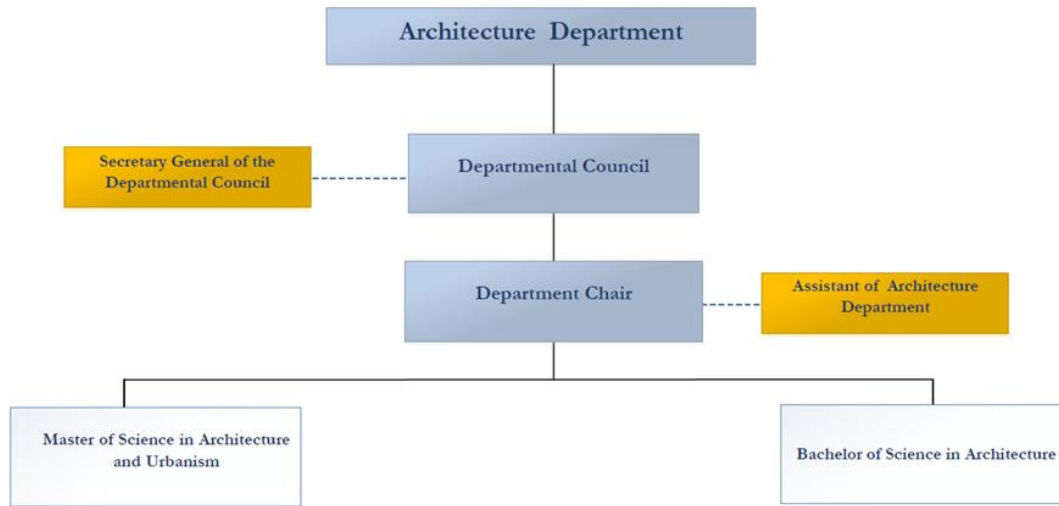 Architecture Department
Secretary General of the
Departmental Council
Departmental Council
Department Chair
Assistant of Architecture
Department
Master of Science in Architecture
and Urbanism
Bachelor of Science in Architecture